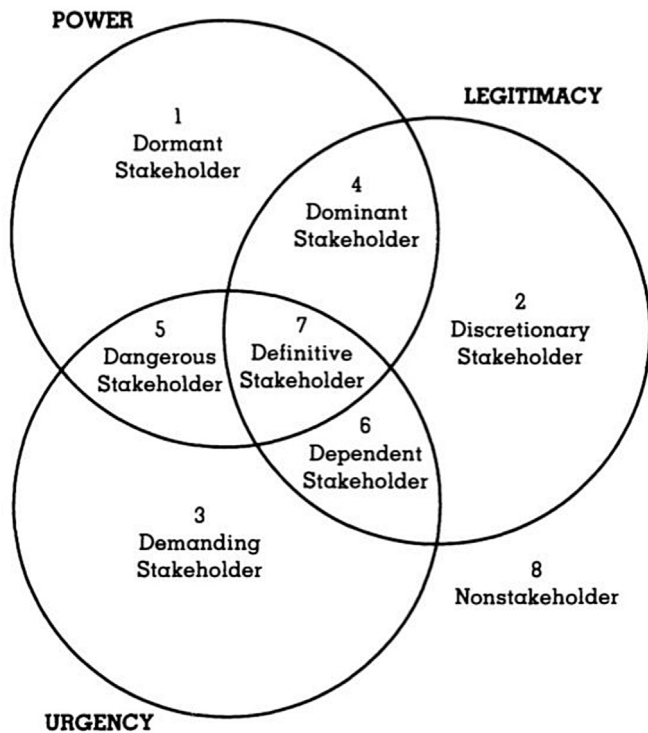 POWER
LEGITIMACY
1
Dormant
Stakeholder
4
Dominant
Stakeholder
2
Discretionary
Stakeholder
5
Dangerous
Stakeholder
7
Definitive
Stakeholder
6
Dependent
Stakeholder
3
Demanding
Stakeholder
8
Nonstakeholder
URGENCY